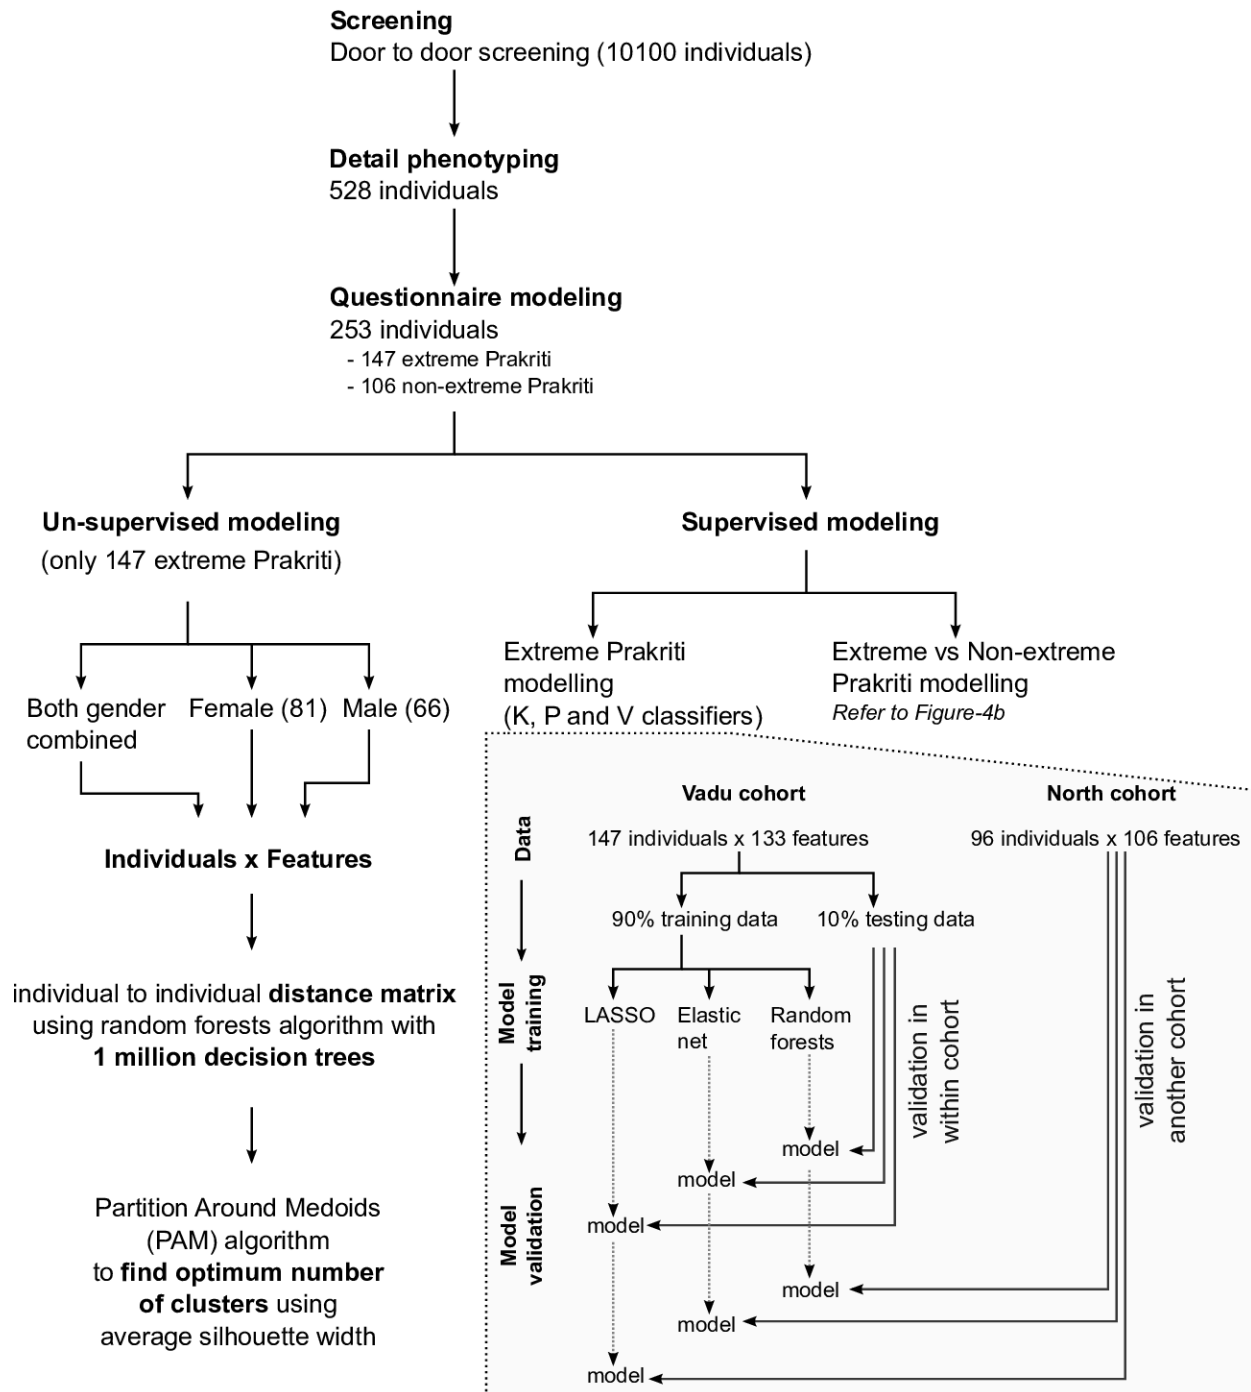 Screening
Door to door screening (10100 individuals)
Detail phenotyping
528 individuals
Questionnaire modeling
253 individuals
- 147 extreme Prakriti
- 106 non-extreme Prakriti
Un-supervised modeling
(only 147 extreme Prakriti)
Both gender
combined
Female (81)
Male (66)
Individuals x Features
individual to individual distance matrix
using random forests algorithm with
1 million decision trees
Partition Around Medoids
(PAM) algorithm
to find optimum number
of clusters using
average silhouette width
Supervised modeling
Extreme Prakriti
modelling
(K, P and V classifiers)
Extreme vs Non-extreme
Prakriti modelling
Refer to Figure-4b
Data
Model
training
Model
validation
Vadu cohort
147 individuals x 133 features
90% training data
10% testing data
LASSO
Elastic
net
Random
forests
validation in
within cohort
model
model
model
North cohort
96 individuals x 106 features
validation in
another cohort
model
model
model